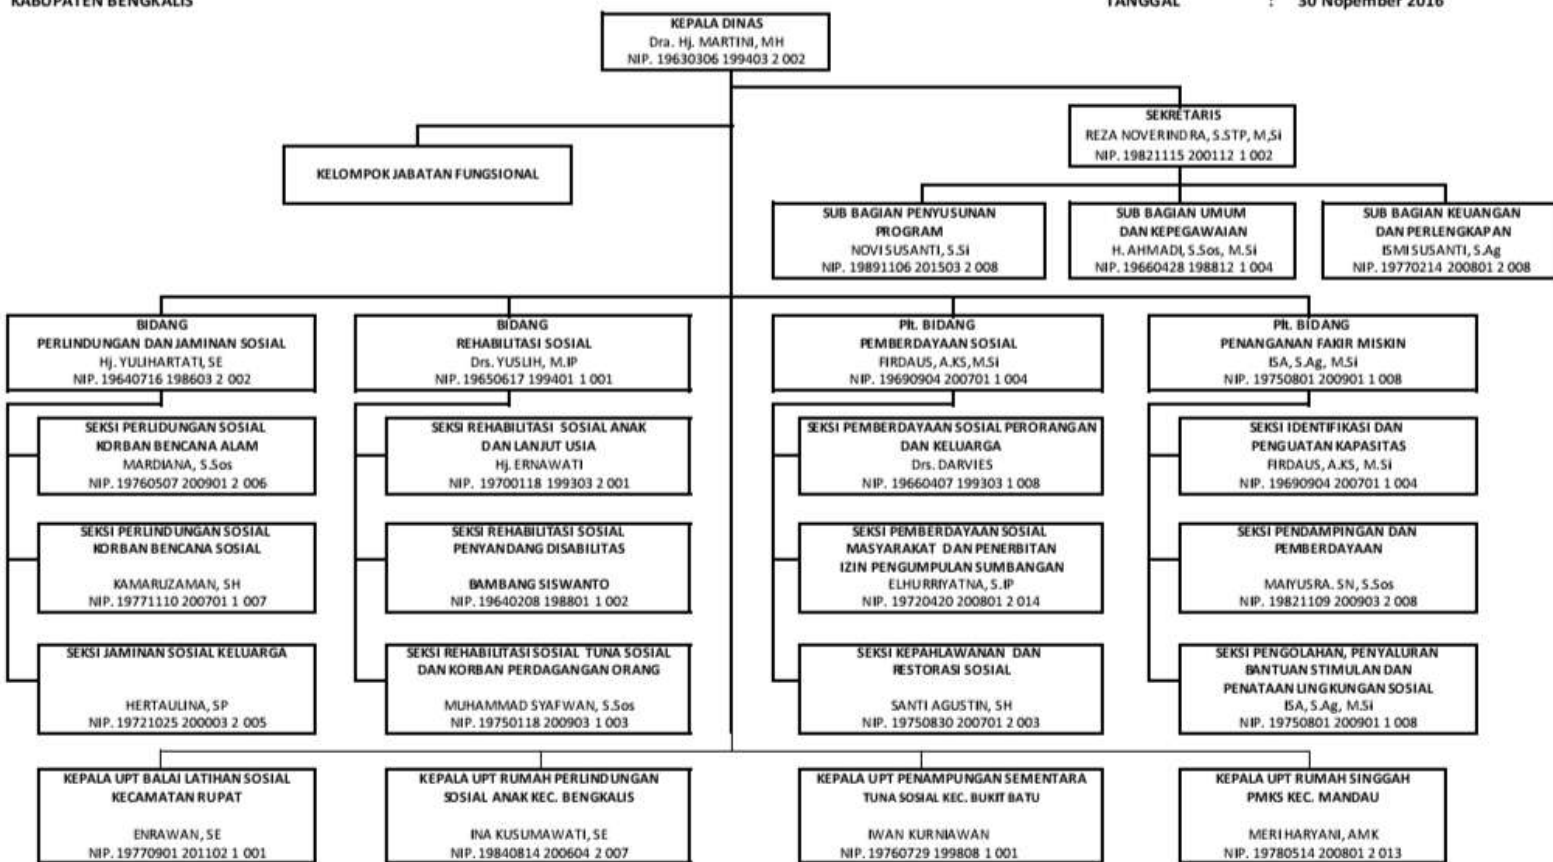 KABUPATEN BENGKALIS
TANGGAL : 30 Nopember 2016
KEPALA DINAS
Dra. Hj. MARTINI, MH
NIP. 19630306 199403 2 002
SEKRETARIS
REZA NOVERINDRA, S.STP, M,Si
NIP. 19821115 200112 1 002
KELOMPOK JABATAN FUNGSIONAL
SUB BAGIAN PENYUSUNAN
PROGRAM
NOVI SUSANTI, S.Si
NIP. 19891106 201503 2 008
SUB BAGIAN UMUM
DAN KEPEGAWAIAN
H. AHMADI, S.Sos, M.Si
NIP. 19660428 198812 1 004
SUB BAGIAN KEUANGAN
DAN PERLENGKAPAN
ISMI SUSANTI, S.Ag
NIP. 19770214 200801 2 008
BIDANG
PERLINDUNGAN DAN JAMINAN SOSIAL
Hj. YULIHARTATI, SE
NIP. 19640716 198603 2 002
BIDANG
REHABILITASI SOSIAL
Drs. YUSLIH, M.IP
NIP. 19650617 199401 1 001
Plt. BIDANG
PEMBERDAYAAN SOSIAL
FIRDAUS, A.KS,M.Si
NIP. 19690904 200701 1 004
Plt. BIDANG
PENANGANAN FAKIR MISKIN
ISA, S.Ag, M.Si
NIP. 19750801 200901 1 008
SEKSI PERLIDUNGAN SOSIAL
KORBAN BENCANA ALAM
MARDIANA, S.Sos
NIP. 19760507 200901 2 006
SEKSI REHABILITASI SOSIAL ANAK
DAN LANJUT USIA
Hj. ERNAWATI
NIP. 19700118 199303 2 001
SEKSI PEMBERDAYAAN SOSIAL PERORANGAN
DAN KELUARGA
Drs. DARVIES
NIP. 19660407 199303 1 008
SEKSI IDENTIFIKASI DAN
PENGUATAN KAPASITAS
FIRDAUS, A.KS, M.Si
NIP. 19690904 200701 1 004
SEKSI PERLINDUNGAN SOSIAL
KORBAN BENCANA SOSIAL
KAMARUZAMAN, SH
NIP. 19771110 200701 1 007
SEKSI REHABILITASI SOSIAL
PENYANDANG DISABILITAS
BAMBANG SISWANTO
NIP. 19640208 198801 1 002
SEKSI PEMBERDAYAAN SOSIAL
MASYARAKAT DAN PENERBITAN
IZIN PENGUMPULAN SUMBANGAN
ELHURRIYATNA, S.IP
NIP. 19720420 200801 2 014
SEKSI PENDAMPINGAN DAN
PEMBERDAYAAN
MAIYUSRA. SN, S.Sos
NIP. 19821109 200903 2 008
SEKSI JAMINAN SOSIAL KELUARGA
HERTAULINA, SP
NIP. 19721025 200003 2 005
SEKSI REHABILITASI SOSIAL TUNA SOSIAL
DAN KORBAN PERDAGANGAN ORANG
MUHAMMAD SYAFWAN, S.Sos
NIP. 19750118 200903 1 003
SEKSI KEPAHLAWANAN DAN
RESTORASI SOSIAL
SANTI AGUSTIN, SH
NIP. 19750830 200701 2 003
SEKSI PENGOLAHAN, PENYALURAN
BANTUAN STIMULAN DAN
PENATAAN LINGKUNGAN SOSIAL
ISA, S.Ag, M.Si
NIP. 19750801 200901 1 008
KEPALA UPT BALAI LATIHAN SOSIAL
KECAMATAN RUPAT
ENRAWAN, SE
NIP. 19770901 201102 1 001
KEPALA UPT RUMAH PERLINDUNGAN
SOSIAL ANAK KEC. BENGKALIS
INA KUSUMAWATI, SE
NIP. 19840814 200604 2 007
KEPALA UPT PENAMPUNGAN SEMENTARA
TUNA SOSIAL KEC. BUKIT BATU
IWAN KURNIAWAN
NIP. 19760729 199808 1 001
KEPALA UPT RUMAH SINGGAH
PMKS KEC. MANDAU
MERI HARYANI, AMK
NIP. 19780514 200801 2 013